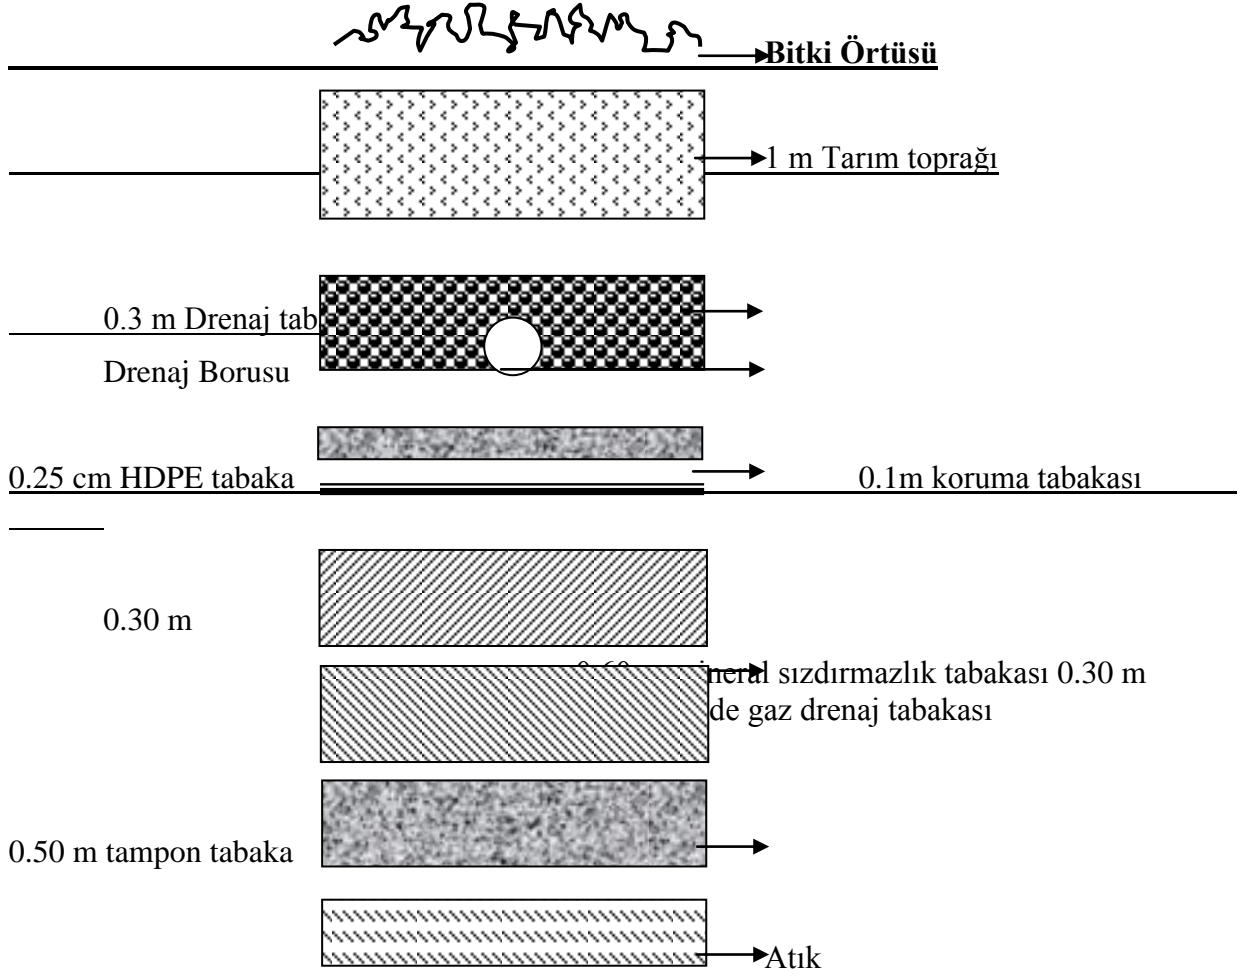 Bitki Örtüsü
1 m Tarım toprağı
0.3 m Drenaj tab
Drenaj Borusu
0.25 cm HDPE tabaka 0.1m koruma tabakası
0.30 m
sızdırmazlık tabakası 0.30 m
de gaz drenaj tabakası
0.50 m tampon tabaka
Atık